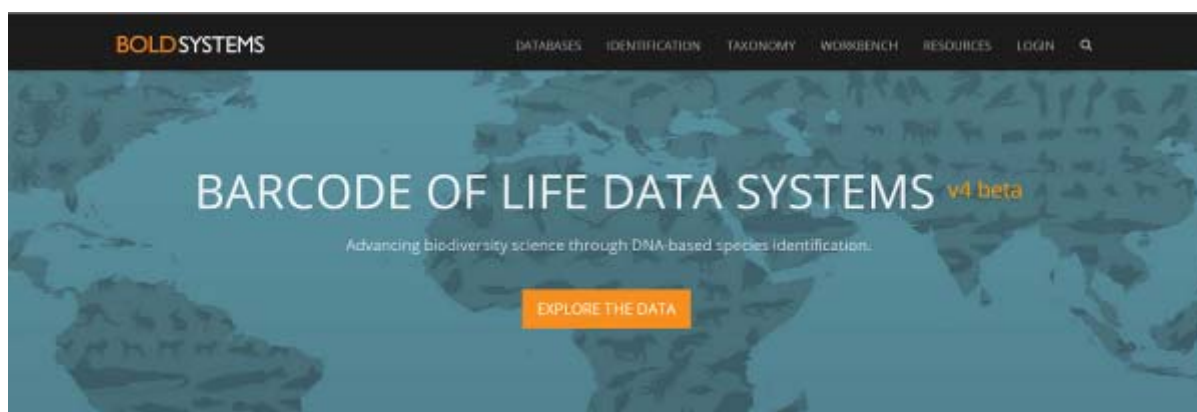 BOLDSYSTEMS DATABASES IDENTIFICATION TAXONOMY WORKBENCH RESOURCES LOGIN
BARCODE OF LIFE DATA SYSTEMS v4 beta
Advancing biodiversity science through DNA-based species identification.
EXPLORE THE DATA